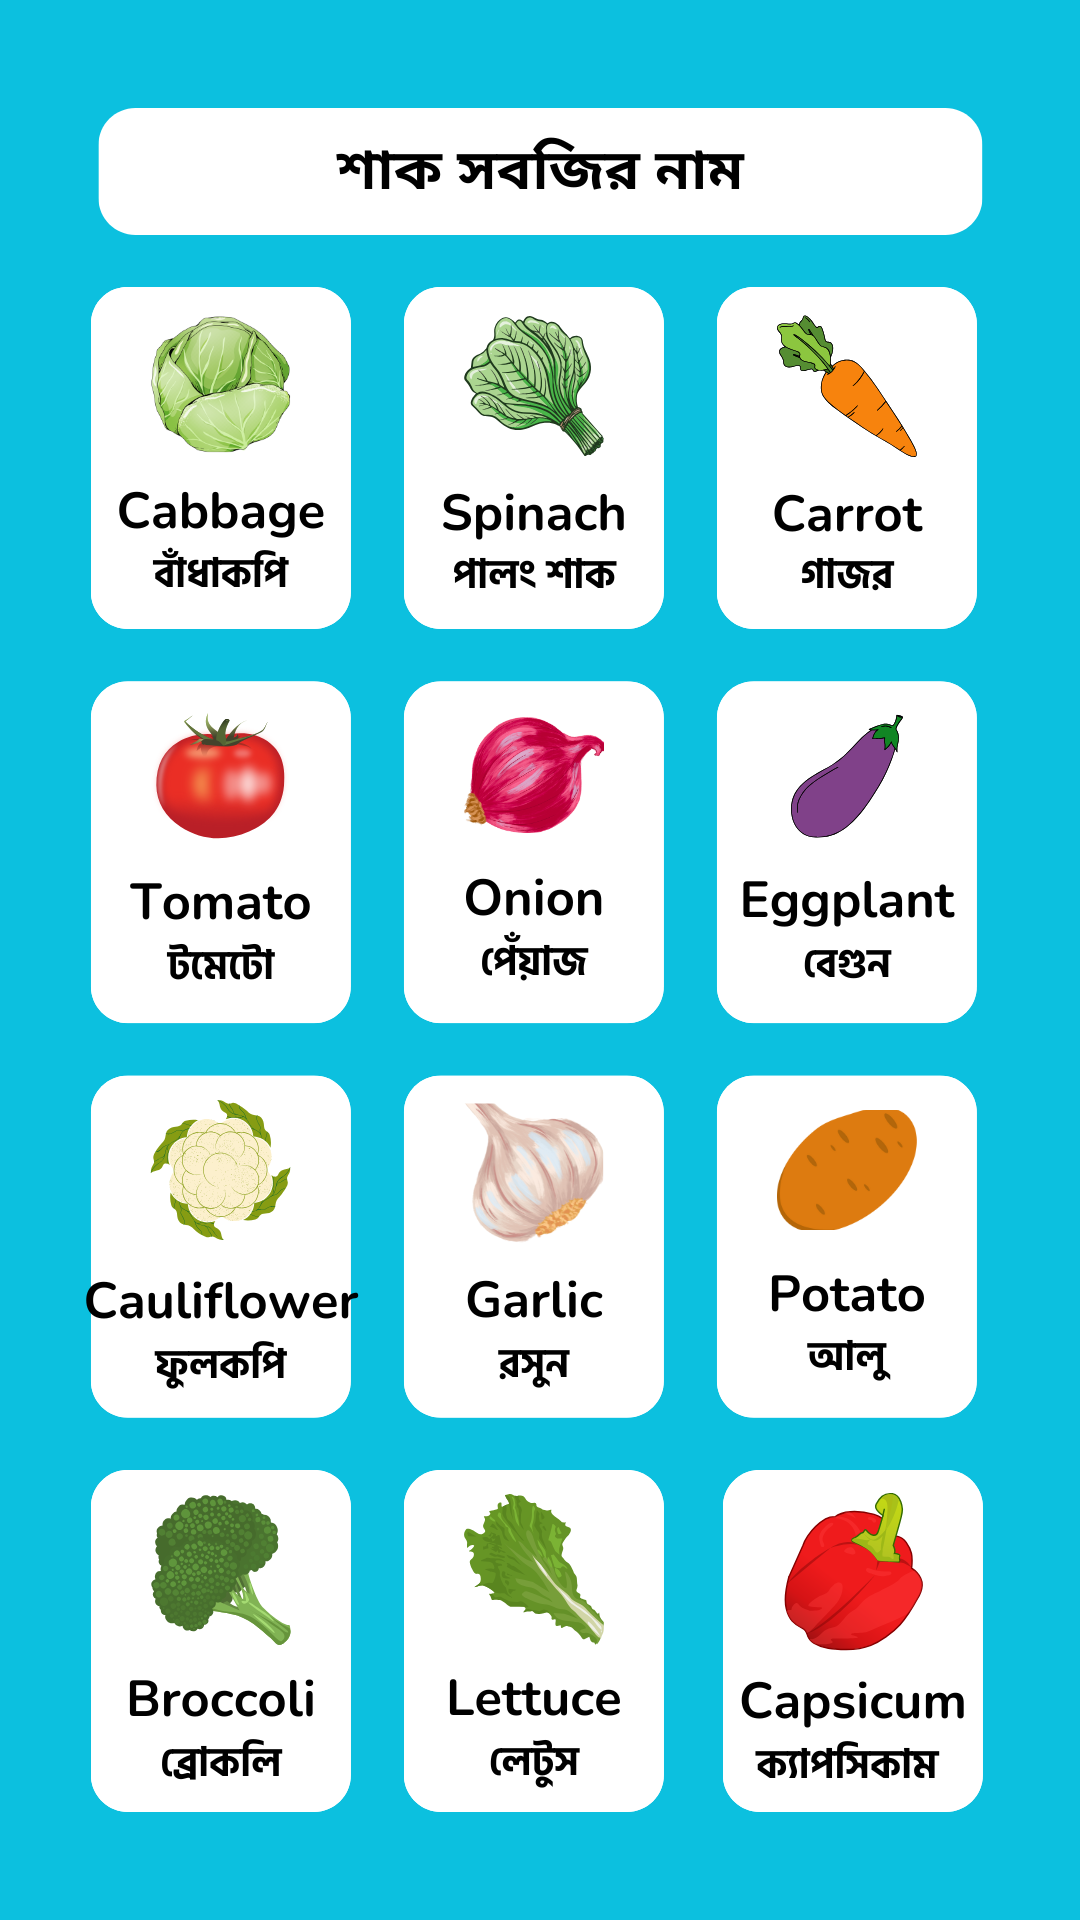 শাক সবজির নাম
Cabbage
বাঁধাকপি
Spinach
পালং শাক
Carrot
গাজর
Tomato
টমেটো
Onion
পেঁয়াজ
Eggplant
বেগুন
Cauliflower
ফুলকপি
Garlic
রসুন
Potato
আলু
Broccoli
ব্রোকলি
Lettuce
লেটুস
Capsicum
ক্যাপসিকাম